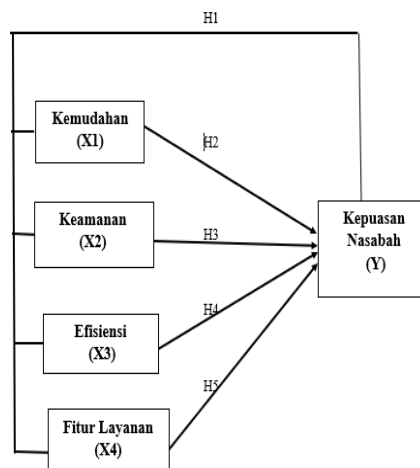 H1
Kemudahan
(X1)
H2
Keamanan
(X2)
H3
Kepuasan
Nasabah
(Y)
Efisiensi
(X3)
H4
Fitur Layanan
(X4)
H5